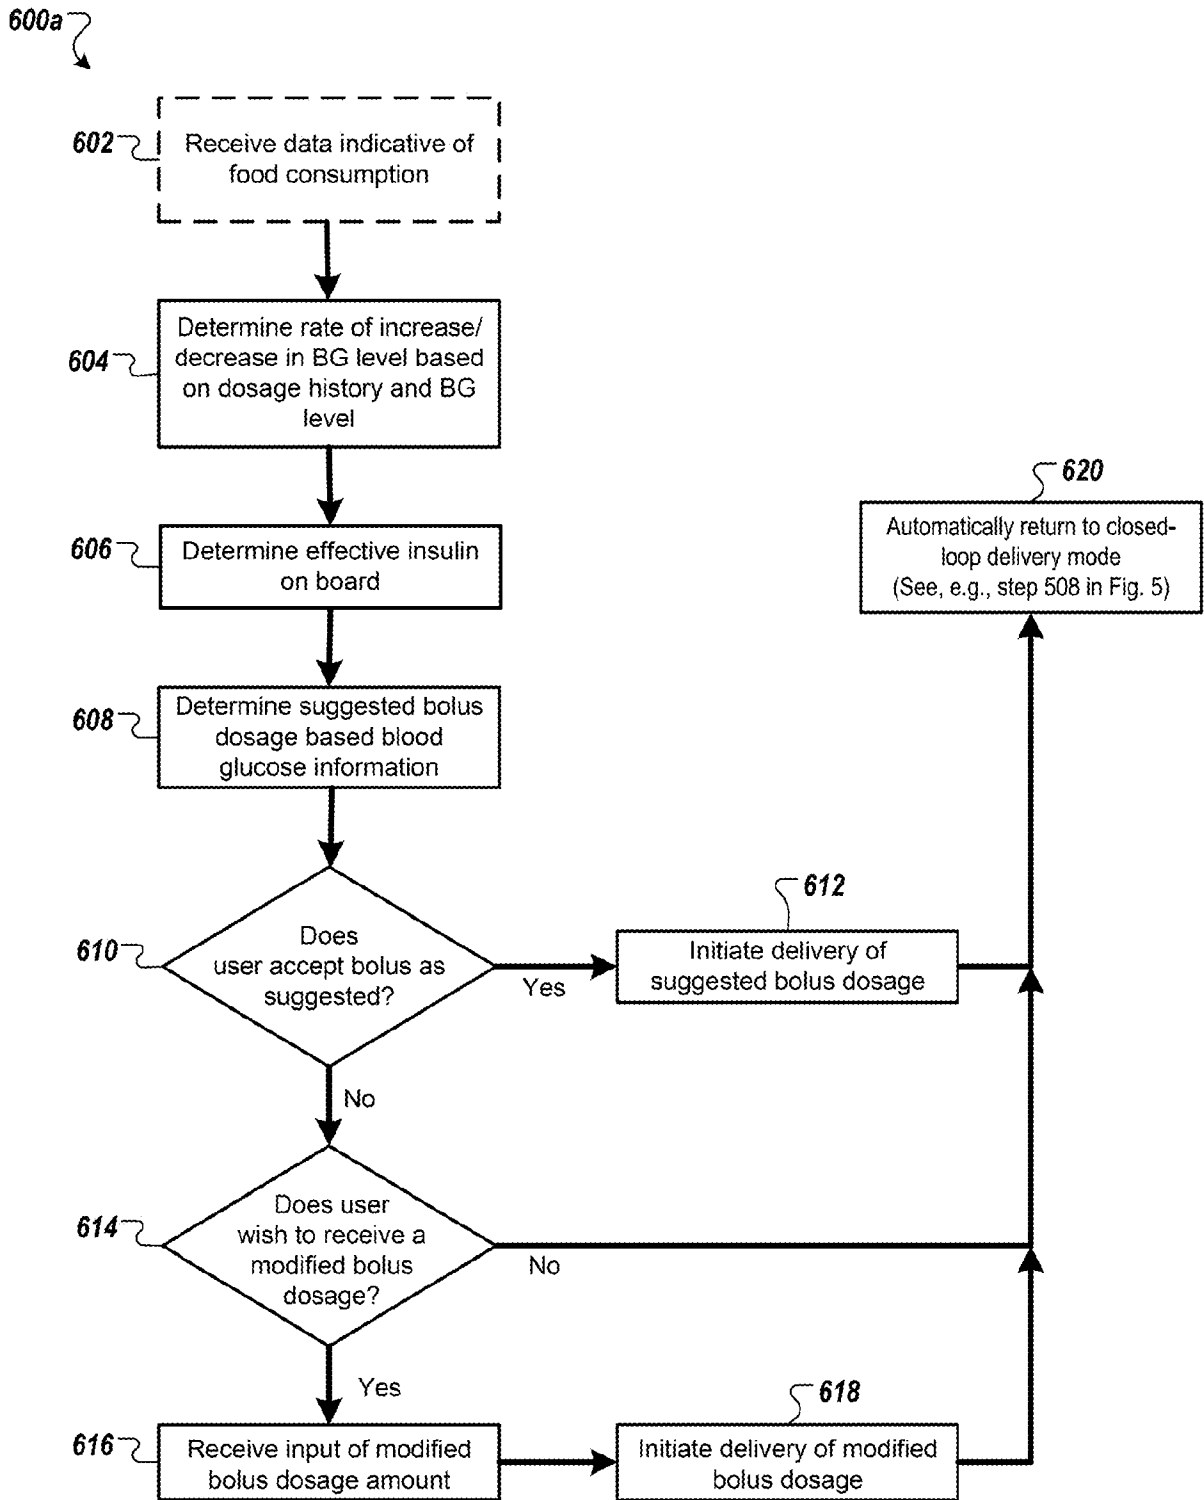 600a
602
Receive data indicative of
food consumption
604
Determine rate of increase/
decrease in BG level based
on dosage history and BG
level
606
Determine effective insulin
on board
608
Determine suggested bolus
dosage based blood
glucose information
610
Does
user accept bolus as
suggested?
Yes
612
Initiate delivery of
suggested bolus dosage
620
Automatically return to closed-
loop delivery mode
(See, e.g., step 508 in Fig. 5)
No
614
Does user
wish to receive a
modified bolus
dosage?
No
Yes
616
Receive input of modified
bolus dosage amount
618
Initiate delivery of modified
bolus dosage